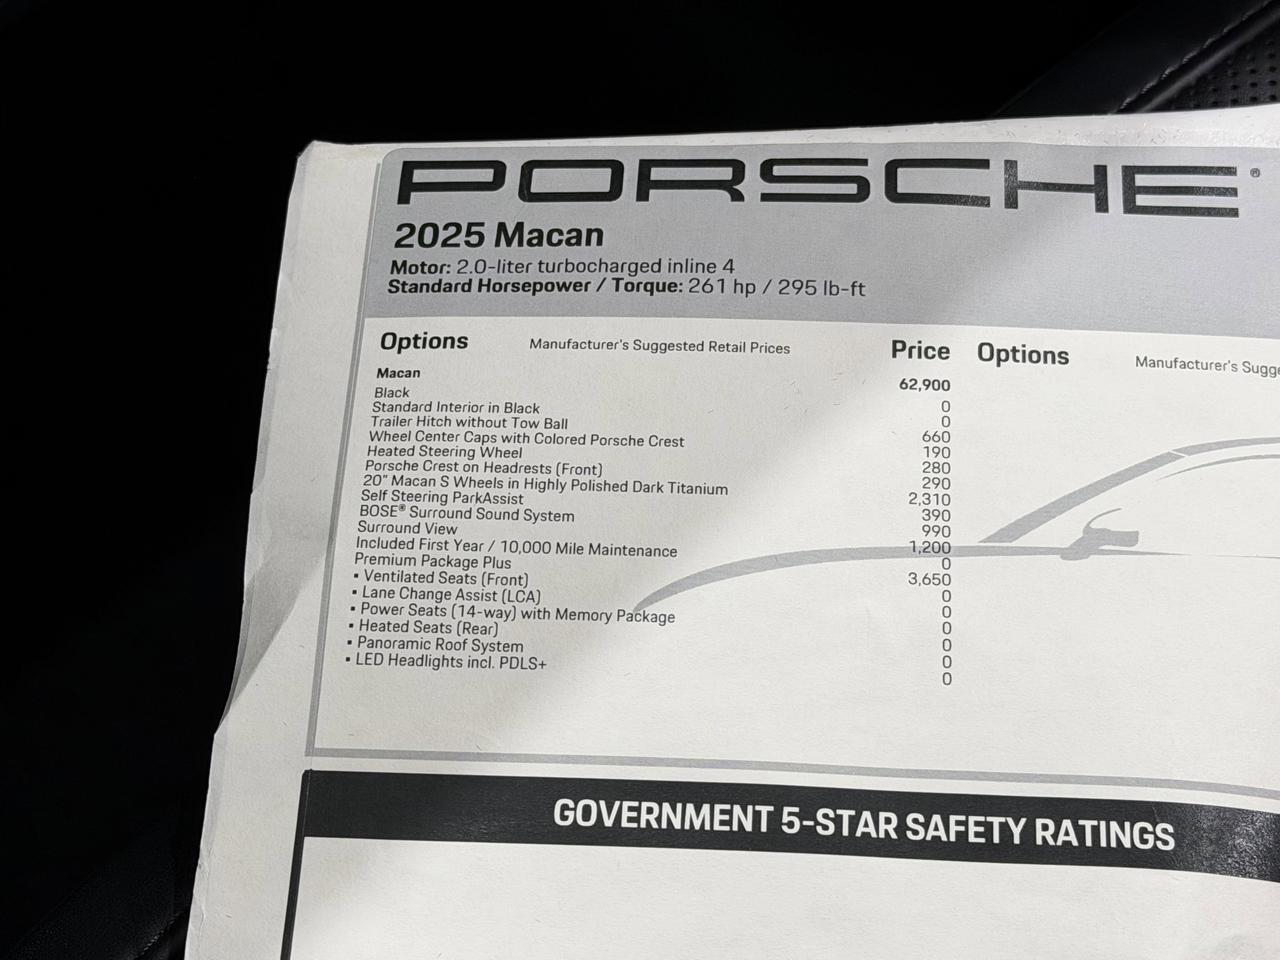 PORSCHE®
2025 Macan
Motor: 2.0-liter turbocharged inline 4
Standard Horsepower / Torque: 261 hp / 295 lb-ft
Options Manufacturer's Suggested Retail Prices Price Options Manufacturer's Sugge
Macan 62,900
Black 0
Standard Interior in Black 0
Trailer Hitch without Tow Ball 660
Wheel Center Caps with Colored Porsche Crest 190
Heated Steering Wheel 280
Porsche Crest on Headrests (Front) 290
20" Macan S Wheels in Highly Polished Dark Titanium 2,310
Self Steering ParkAssist 390
BOSE® Surround Sound System 990
Surround View 1,200
Included First Year / 10,000 Mile Maintenance 0
Premium Package Plus 3,650
▪ Ventilated Seats (Front) 0
▪ Lane Change Assist (LCA) 0
▪ Power Seats (14-way) with Memory Package 0
▪ Heated Seats (Rear) 0
▪ Panoramic Roof System 0
▪ LED Headlights incl. PDLS+ 0
GOVERNMENT 5-STAR SAFETY RATINGS